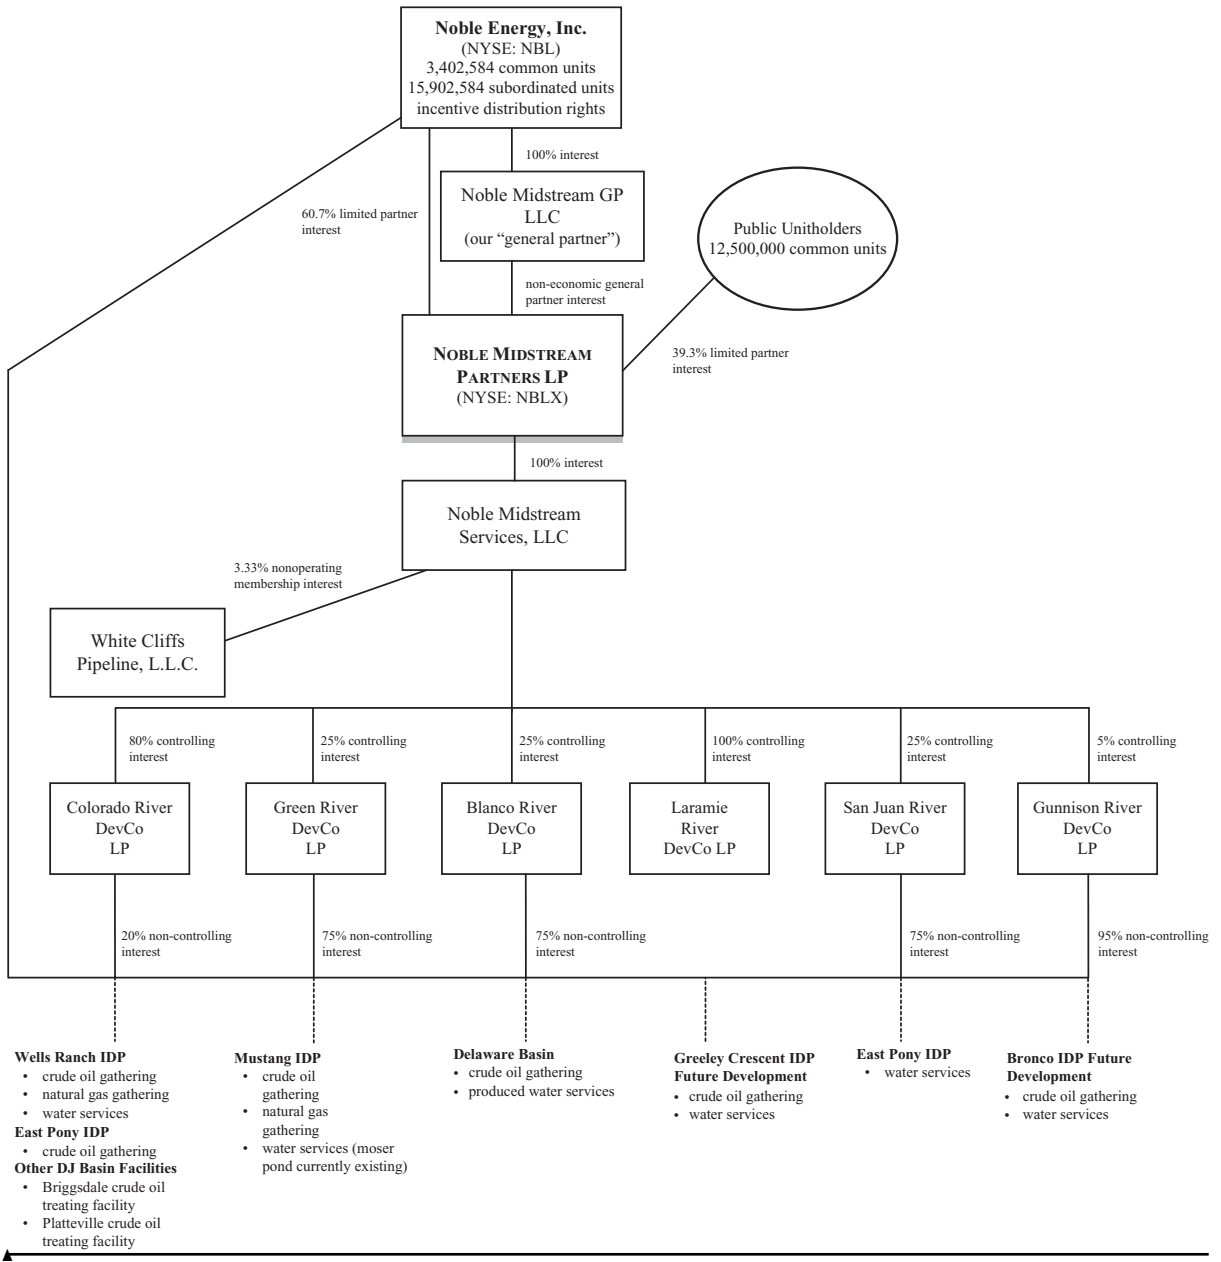 Noble Energy, Inc.
(NYSE: NBL)
3,402,584 common units
15,902,584 subordinated units
incentive distribution rights
100% interest
60.7% limited partner
interest
Noble Midstream GP
LLC
(our “general partner”)
Public Unitholders
12,500,000 common units
non-economic general
partner interest
NOBLE MIDSTREAM
PARTNERS LP
(NYSE: NBLX)
39.3% limited partner
interest
100% interest
Noble Midstream
Services, LLC
3.33% nonoperating
membership interest
White Cliffs
Pipeline, L.L.C.
80% controlling
interest
25% controlling
interest
25% controlling
interest
100% controlling
interest
25% controlling
interest
5% controlling
interest
Colorado River
DevCo
LP
Green River
DevCo
LP
Blanco River
DevCo
LP
Laramie
River
DevCo LP
San Juan River
DevCo
LP
Gunnison River
DevCo
LP
20% non-controlling
interest
75% non-controlling
interest
75% non-controlling
interest
75% non-controlling
interest
95% non-controlling
interest
Wells Ranch IDP
• crude oil gathering
• natural gas gathering
• water services
East Pony IDP
• crude oil gathering
Other DJ Basin Facilities
• Briggsdale crude oil
treating facility
• Platteville crude oil
treating facility
Mustang IDP
• crude oil
gathering
• natural gas
gathering
• water services (moser
pond currently existing)
Delaware Basin
• crude oil gathering
• produced water services
Greeley Crescent IDP
Future Development
• crude oil gathering
• water services
East Pony IDP
• water services
Bronco IDP Future
Development
• crude oil gathering
• water services